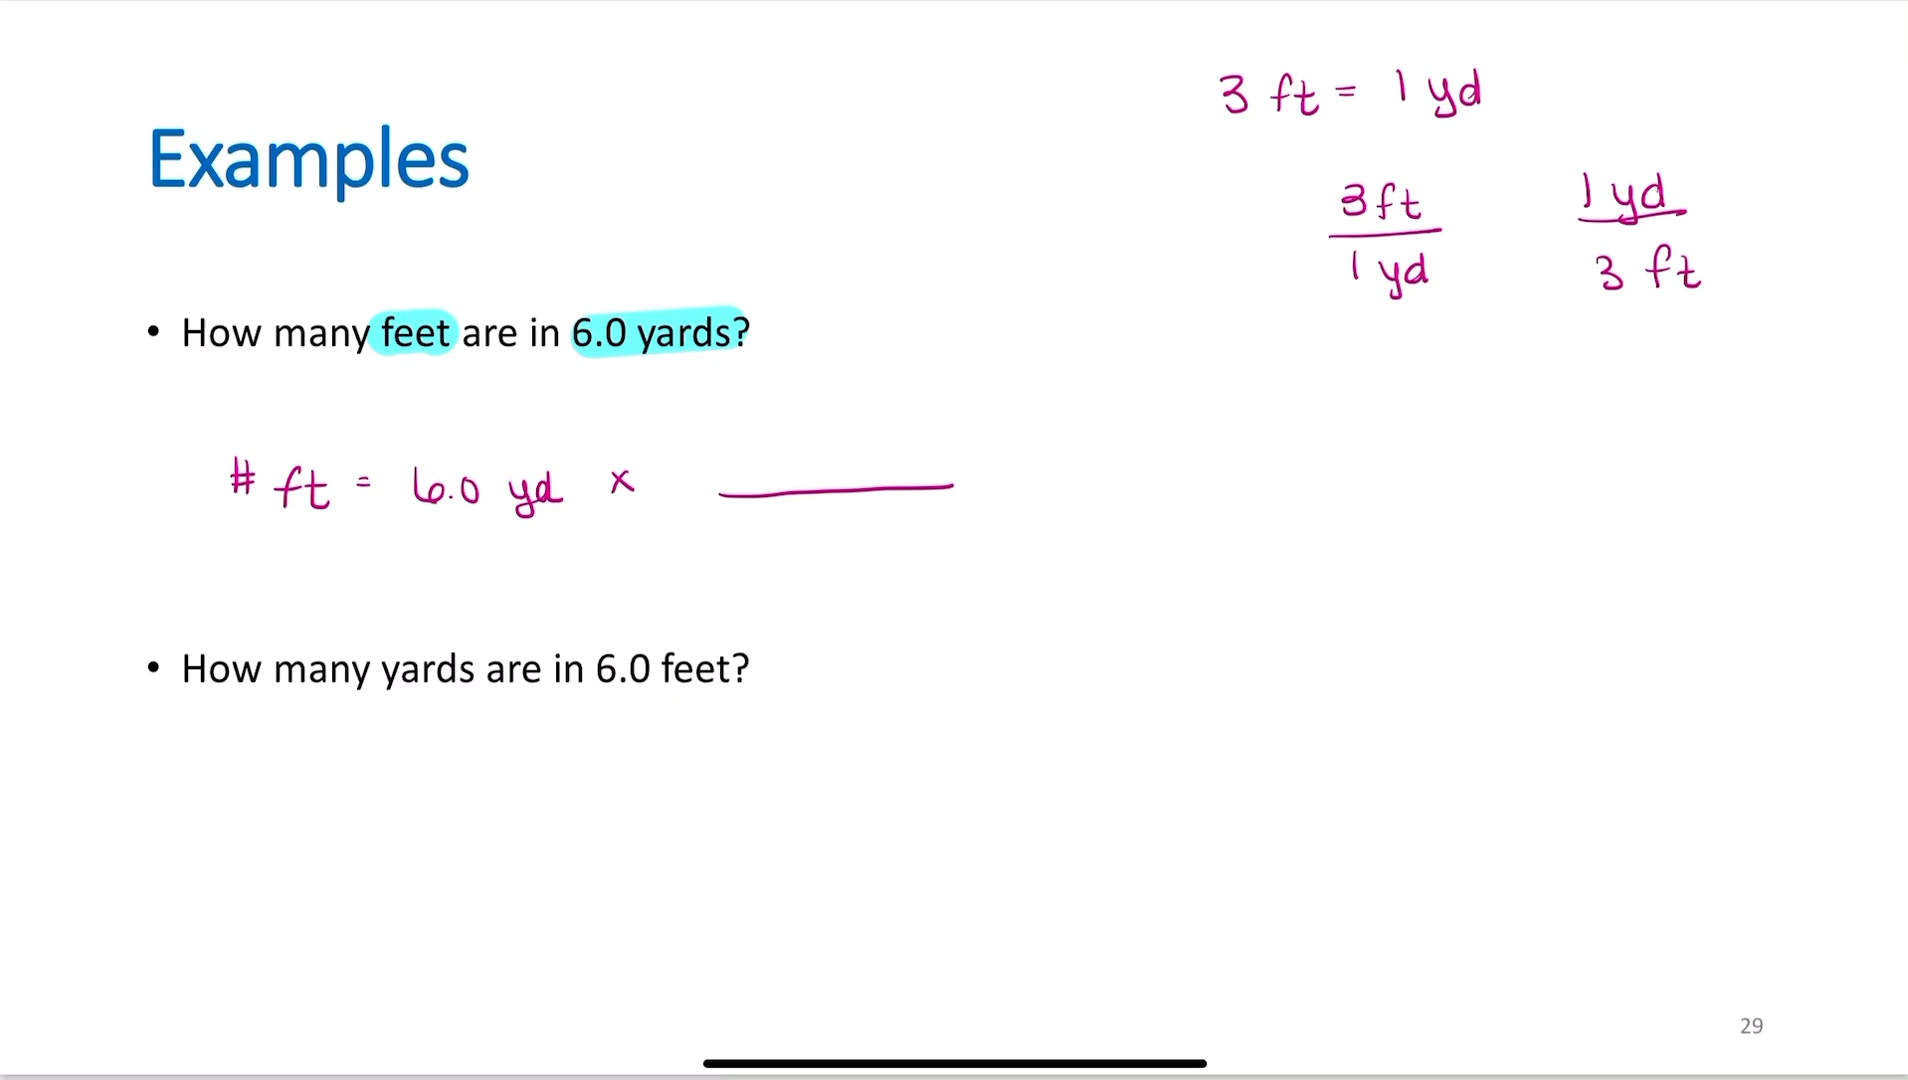 3 ft = 1 yd
Examples
3 ft
1 yd
1 yd
3 ft
• How many feet are in 6.0 yards?
# ft = 6.0 yd x
• How many yards are in 6.0 feet?
29